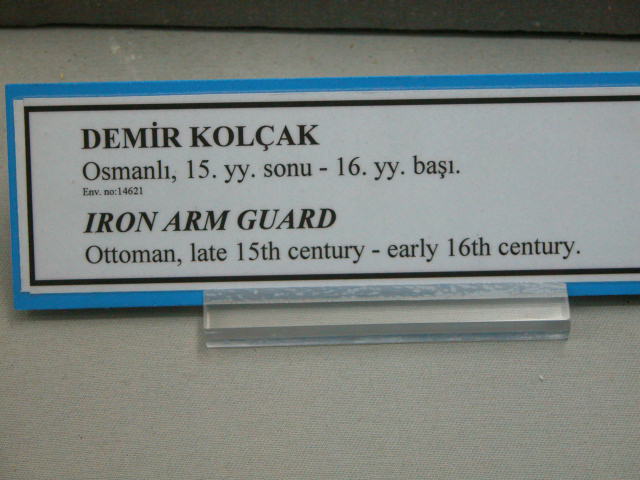 DEMİR KOLÇAK
Osmanlı, 15. yy. sonu - 16. yy. başı.
Env. no:14621
IRON ARM GUARD
Ottoman, late 15th century - early 16th century.